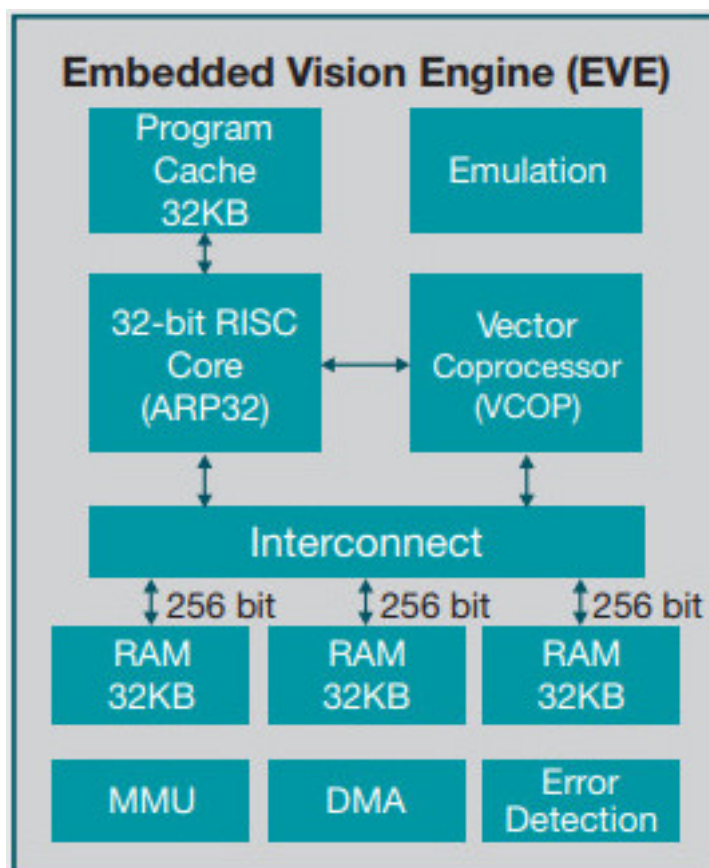 Embedded Vision Engine (EVE)
Program
Cache
32KB
Emulation
32-bit RISC
Core
(ARP32)
Vector
Coprocessor
(VCOP)
Interconnect
256 bit
256 bit
256 bit
RAM
32KB
RAM
32KB
RAM
32KB
MMU
DMA
Error
Detection